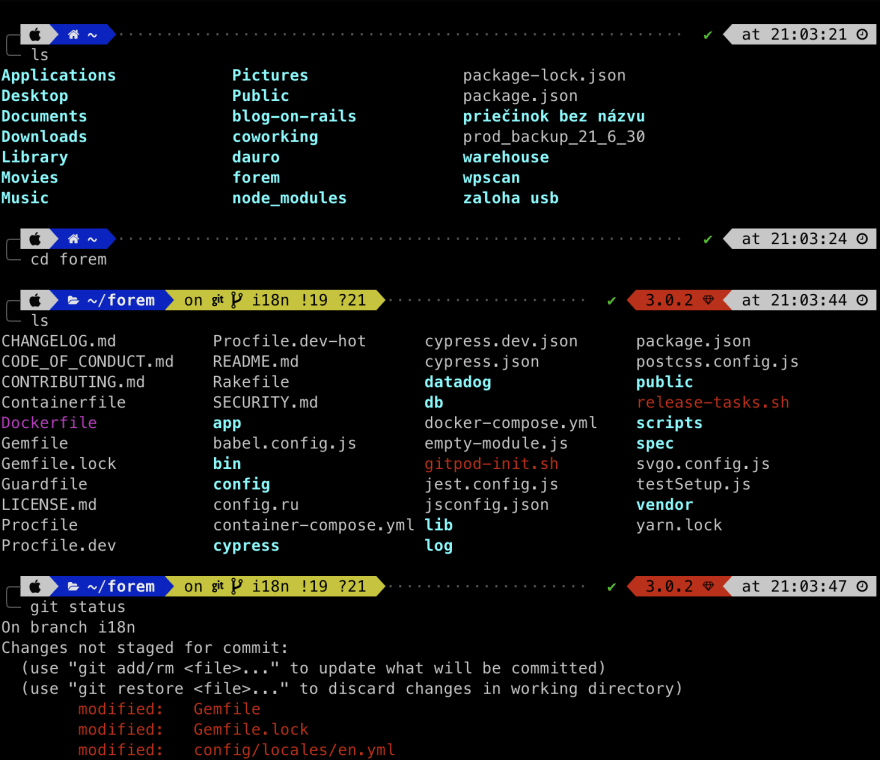 ~ at 21:03:21
ls
Applications Pictures package-lock.json
Desktop Public package.json
Documents blog-on-rails priečinok bez názvu
Downloads coworking prod_backup_21_6_30
Library dauro warehouse
Movies forem wpscan
Music node_modules zaloha usb
~ ✔ at 21:03:24
cd forem
~/forem on git i18n !19 ?21 ✔ 3.0.2 at 21:03:44
ls
CHANGELOG.md Procfile.dev-hot cypress.dev.json package.json
CODE_OF_CONDUCT.md README.md cypress.json postcss.config.js
CONTRIBUTING.md Rakefile datadog public
Containerfile SECURITY.md db release-tasks.sh
Dockerfile app docker-compose.yml scripts
Gemfile babel.config.js empty-module.js spec
Gemfile.lock bin gitpod-init.sh svgo.config.js
Guardfile config jest.config.js testSetup.js
LICENSE.md config.ru jsconfig.json vendor
Procfile container-compose.yml lib yarn.lock
Procfile.dev cypress log
~/forem on git i18n !19 ?21 ✔ 3.0.2 at 21:03:47
git status
On branch i18n
Changes not staged for commit:
(use "git add/rm <file>..." to update what will be committed)
(use "git restore <file>..." to discard changes in working directory)
modified: Gemfile
modified: Gemfile.lock
modified: config/locales/en.yml